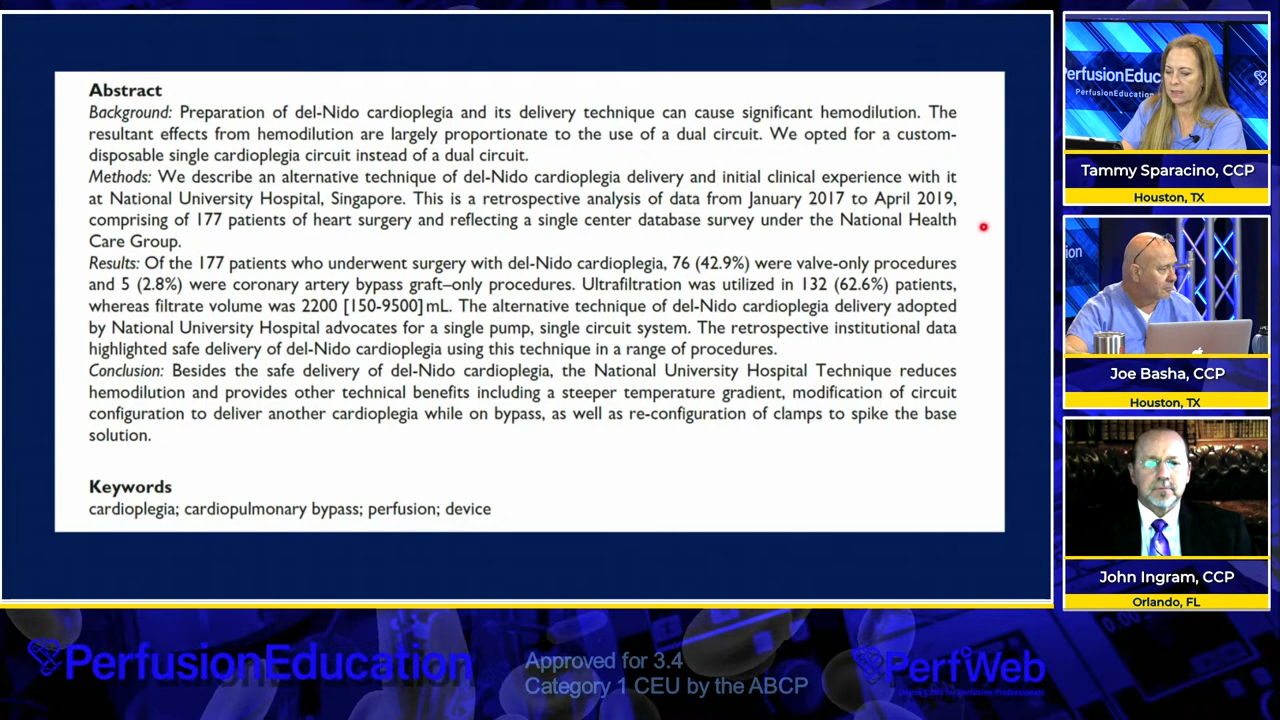 Abstract
Background: Preparation of del-Nido cardioplegia and its delivery technique can cause significant hemodilution. The
resultant effects from hemodilution are largely proportionate to the use of a dual circuit. We opted for a custom-
disposable single cardioplegia circuit instead of a dual circuit.
Methods: We describe an alternative technique of del-Nido cardioplegia delivery and initial clinical experience with it
at National University Hospital, Singapore. This is a retrospective analysis of data from January 2017 to April 2019,
comprising of 177 patients of heart surgery and reflecting a single center database survey under the National Health
Care Group.
Results: Of the 177 patients who underwent surgery with del-Nido cardioplegia, 76 (42.9%) were valve-only procedures
and 5 (2.8%) were coronary artery bypass graft–only procedures. Ultrafiltration was utilized in 132 (62.6%) patients,
whereas filtrate volume was 2200 [150-9500] mL. The alternative technique of del-Nido cardioplegia delivery adopted
by National University Hospital advocates for a single pump, single circuit system. The retrospective institutional data
highlighted safe delivery of del-Nido cardioplegia using this technique in a range of procedures.
Conclusion: Besides the safe delivery of del-Nido cardioplegia, the National University Hospital Technique reduces
hemodilution and provides other technical benefits including a steeper temperature gradient, modification of circuit
configuration to deliver another cardioplegia while on bypass, as well as re-configuration of clamps to spike the base
solution.
Keywords
cardioplegia; cardiopulmonary bypass; perfusion; device
PerfusionEduc
PerfusionEducation
Tammy Sparacino, CCP
Houston, TX
Joe Basha, CCP
Houston, TX
John Ingram, CCP
Orlando, FL
PerfusionEducation
Approved for 3.4
Category 1 CEU by the ABCP
PerfWeb
Online CEUs for Perfusion Professionals